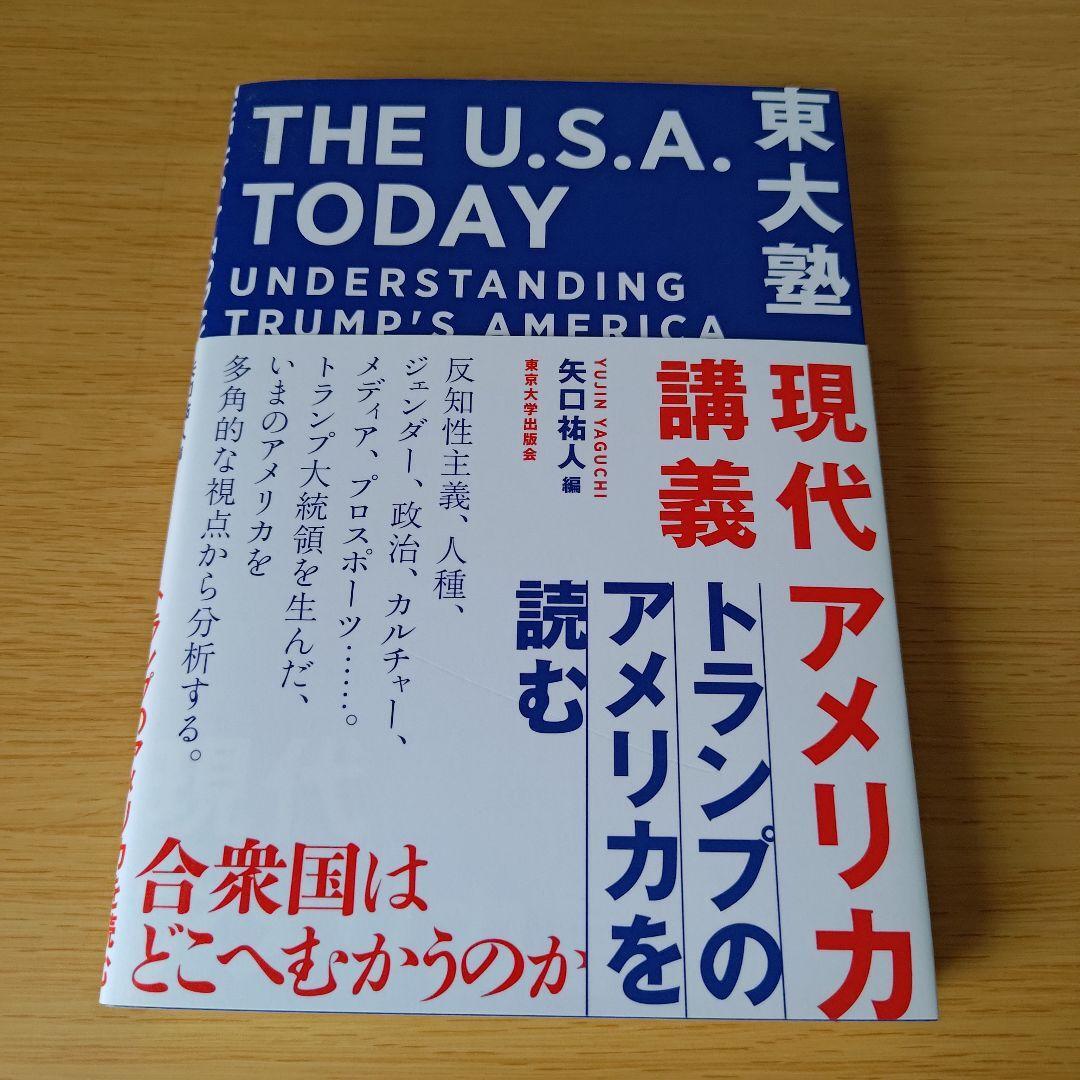 THE U.S.A.
TODAY
UNDERSTANDING
TRUMP'S AMERICA
東大塾
現代アメリカ
講義
トランプの
アメリカを
読む
YUJIN YAGUCHI
矢口祐人 編
東京大学出版会
反知性主義、人種、
ジェンダー、政治、カルチャー、
メディア、プロスポーツ……。
トランプ大統領を生んだ、
いまのアメリカを
多角的な視点から分析する。
合衆国は
どこへむかうのか